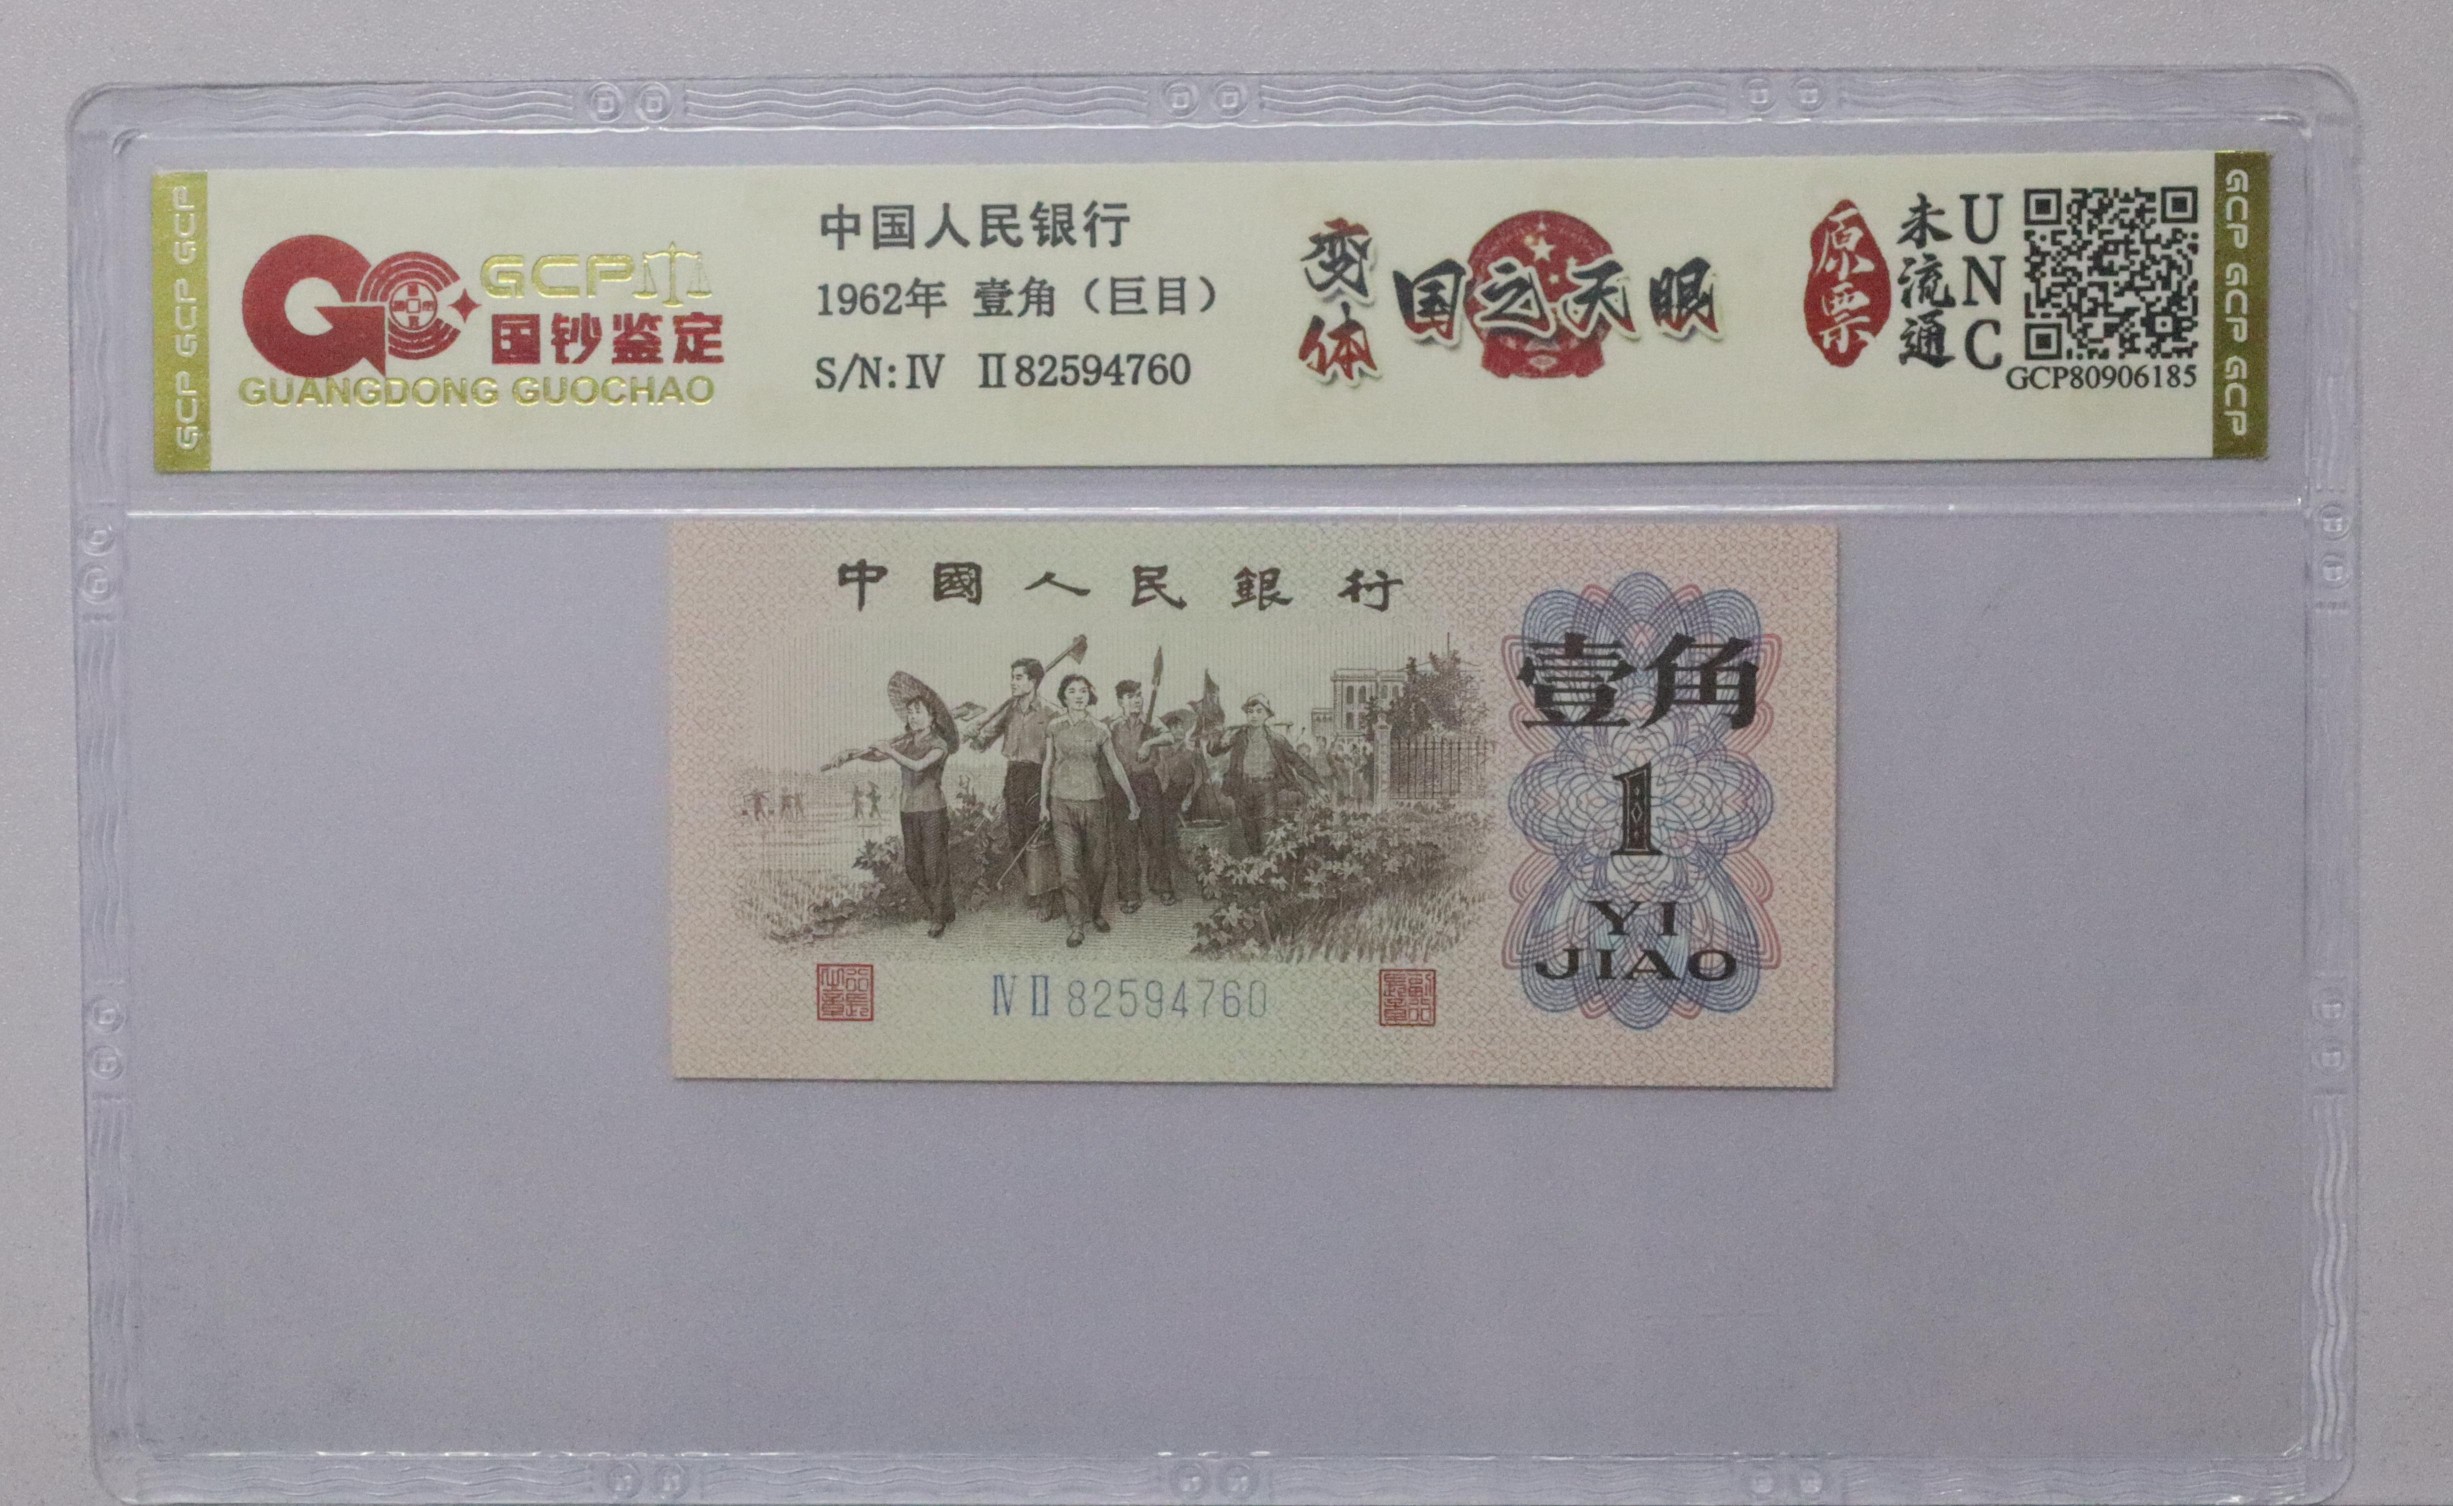 GCP GCP GCP
GCP
国钞鉴定
GUANGDONG GUOCHAO
中国人民银行
1962年 壹角（巨目）
S/N: Ⅳ Ⅱ 82594760
变体
国之天眼
原票
未流通
UNC
GCP80906185
GCP GCP GCP
中國人民銀行
壹角
1
YI
JIAO
Ⅳ Ⅱ 82594760